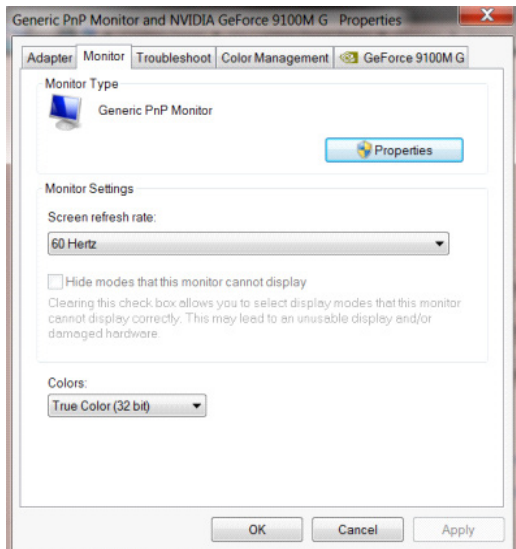 Generic PnP Monitor and NVIDIA GeForce 9100M G Properties
X
Adapter Monitor Troubleshoot Color Management GeForce 9100M G
Monitor Type
Generic PnP Monitor
Properties
Monitor Settings
Screen refresh rate:
60 Hertz
Hide modes that this monitor cannot display
Clearing this check box allows you to select display modes that this monitor
cannot display correctly. This may lead to an unusable display and/or
damaged hardware.
Colors:
True Color (32 bit)
OK Cancel Apply